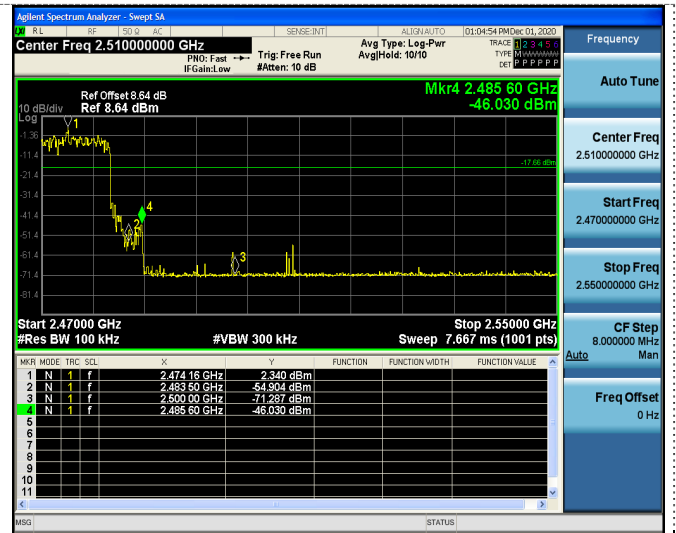 Agilent Spectrum Analyzer - Swept SA
LXI RL RF 50 Ω AC SENSE:INT ALIGN AUTO 01:04:54 PM Dec 01, 2020
Center Freq 2.510000000 GHz
PNO: Fast
IFGain:Low
Trig: Free Run
#Atten: 10 dB
Avg Type: Log-Pwr
Avg|Hold: 10/10
TRACE 1 2 3 4 5 6
TYPE M WWWWW
DET P P P P P P
Frequency
Ref Offset 8.64 dB
10 dB/div Ref 8.64 dBm
Mkr4 2.485 60 GHz
-46.030 dBm
Log
-1.36
-11.4
-21.4
-31.4
-41.4
-51.4
-61.4
-71.4
-81.4
1
2
3
4
-17.66 dBm
Start 2.47000 GHz Stop 2.55000 GHz
#Res BW 100 kHz #VBW 300 kHz Sweep 7.667 ms (1001 pts)
MKR MODE TRC SCL X Y FUNCTION FUNCTION WIDTH FUNCTION VALUE
1 N 1 f 2.474 16 GHz 2.340 dBm
2 N 1 f 2.483 50 GHz -54.904 dBm
3 N 1 f 2.500 00 GHz -71.287 dBm
4 N 1 f 2.485 60 GHz -46.030 dBm
5
6
7
8
9
10
11
MSG STATUS
Auto Tune
Center Freq
2.510000000 GHz
Start Freq
2.470000000 GHz
Stop Freq
2.550000000 GHz
CF Step
8.000000 MHz
Auto Man
Freq Offset
0 Hz